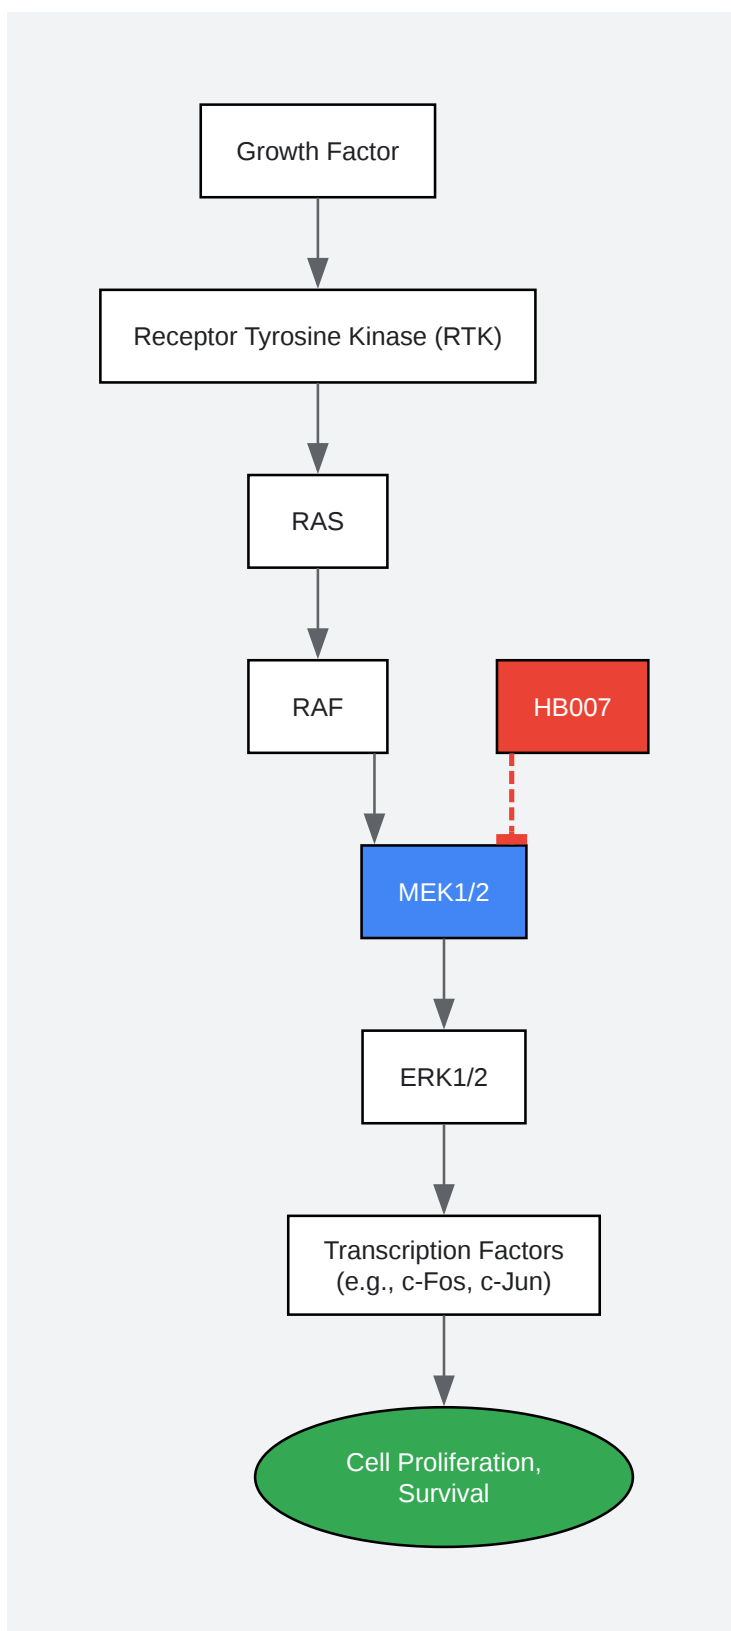 Growth Factor
Receptor Tyrosine Kinase (RTK)
RAS
RAF
HB007
MEK1/2
ERK1/2
Transcription Factors
(e.g., c-Fos, c-Jun)
Cell Proliferation,
Survival